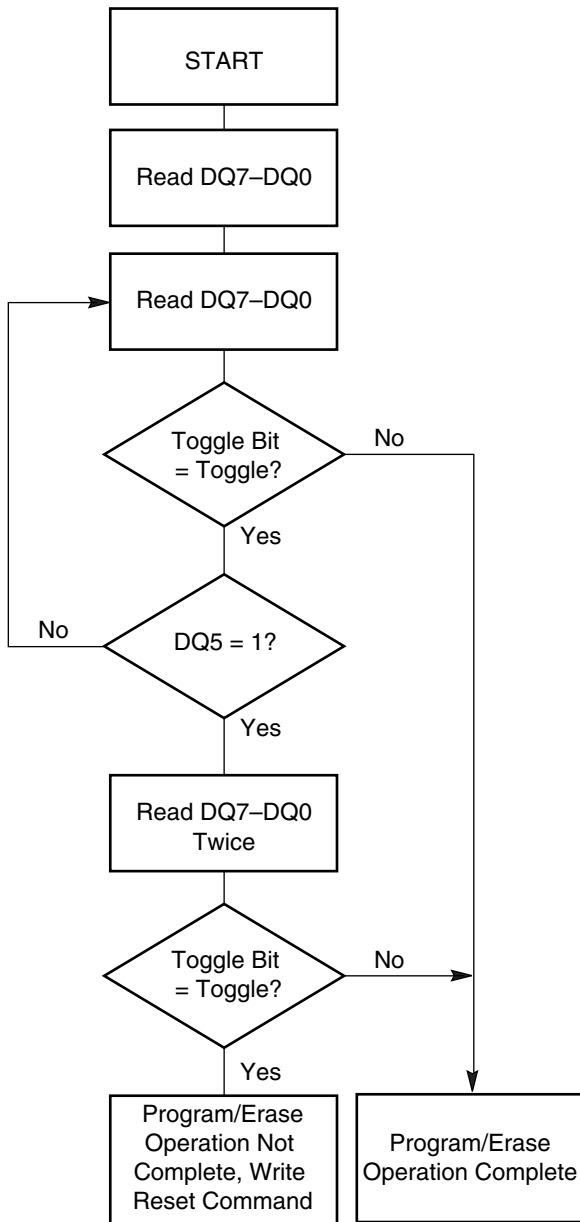 START
Read DQ7–DQ0
Read DQ7–DQ0
Toggle Bit
= Toggle?
No
Yes
No
DQ5 = 1?
Yes
Read DQ7–DQ0
Twice
Toggle Bit
= Toggle?
No
Yes
Program/Erase
Operation Not
Complete, Write
Reset Command
Program/Erase
Operation Complete